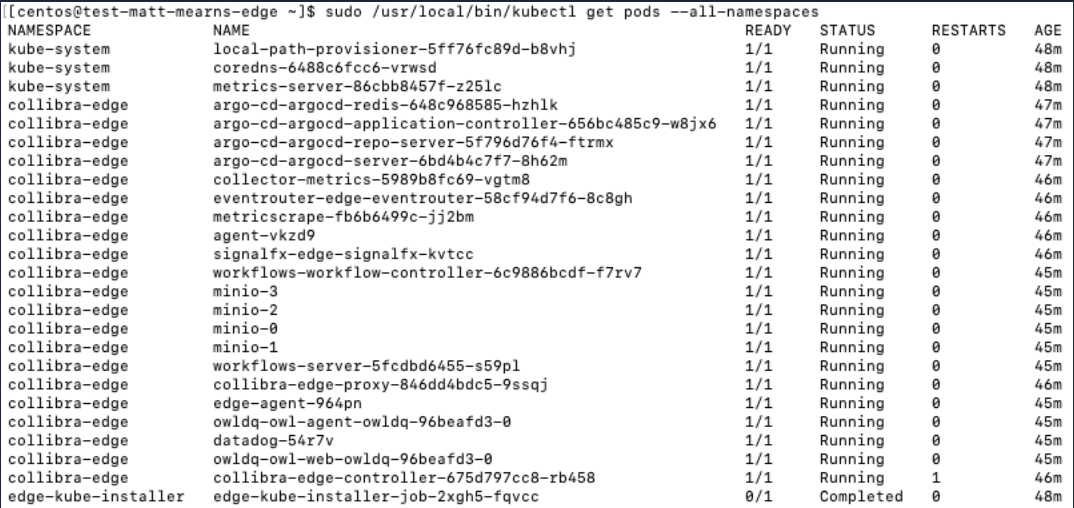 [[centos@test-matt-mearns-edge ~]$ sudo /usr/local/bin/kubectl get pods --all-namespaces
NAMESPACE NAME READY STATUS RESTARTS AGE
kube-system local-path-provisioner-5ff76fc89d-b8vhj 1/1 Running 0 48m
kube-system coredns-6488c6fcc6-vrwsd 1/1 Running 0 48m
kube-system metrics-server-86cbb8457f-z25lc 1/1 Running 0 48m
collibra-edge argo-cd-argocd-redis-648c968585-hzhlk 1/1 Running 0 47m
collibra-edge argo-cd-argocd-application-controller-656bc485c9-w8jx6 1/1 Running 0 47m
collibra-edge argo-cd-argocd-repo-server-5f796d76f4-ftrmx 1/1 Running 0 47m
collibra-edge argo-cd-argocd-server-6bd4b4c7f7-8h62m 1/1 Running 0 47m
collibra-edge collector-metrics-5989b8fc69-vgtm8 1/1 Running 0 46m
collibra-edge eventrouter-edge-eventrouter-58cf94d7f6-8c8gh 1/1 Running 0 46m
collibra-edge metricscrape-fb6b6499c-jj2bm 1/1 Running 0 46m
collibra-edge agent-vkzd9 1/1 Running 0 46m
collibra-edge signalfx-edge-signalfx-kvtcc 1/1 Running 0 46m
collibra-edge workflows-workflow-controller-6c9886bcdf-f7rv7 1/1 Running 0 45m
collibra-edge minio-3 1/1 Running 0 45m
collibra-edge minio-2 1/1 Running 0 45m
collibra-edge minio-0 1/1 Running 0 45m
collibra-edge minio-1 1/1 Running 0 45m
collibra-edge workflows-server-5fcdbd6455-s59pl 1/1 Running 0 45m
collibra-edge collibra-edge-proxy-846dd4bdc5-9ssqj 1/1 Running 0 46m
collibra-edge edge-agent-964pn 1/1 Running 0 45m
collibra-edge owldq-owl-agent-owldq-96beafd3-0 1/1 Running 0 45m
collibra-edge datadog-54r7v 1/1 Running 0 45m
collibra-edge owldq-owl-web-owldq-96beafd3-0 1/1 Running 0 45m
collibra-edge collibra-edge-controller-675d797cc8-rb458 1/1 Running 1 46m
edge-kube-installer edge-kube-installer-job-2xgh5-fqvcc 0/1 Completed 0 48m